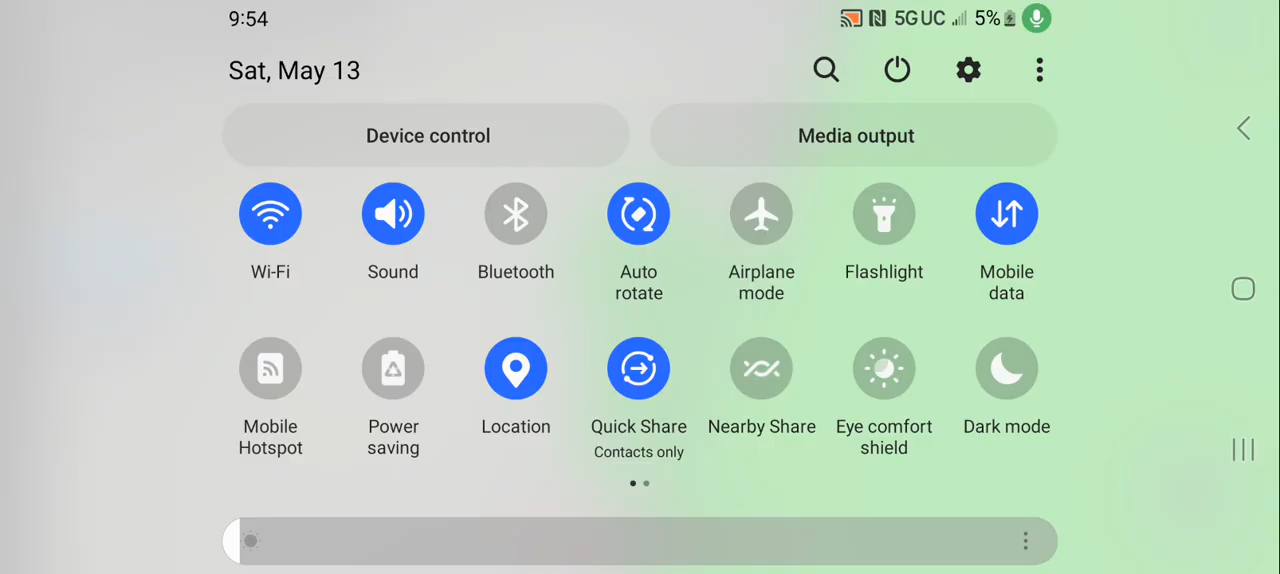 9:54
5G UC 5%
Sat, May 13
Device control
Media output
Wi-Fi
Sound
Bluetooth
Auto
rotate
Airplane
mode
Flashlight
Mobile
data
Mobile
Hotspot
Power
saving
Location
Quick Share
Contacts only
Nearby Share
Eye comfort
shield
Dark mode